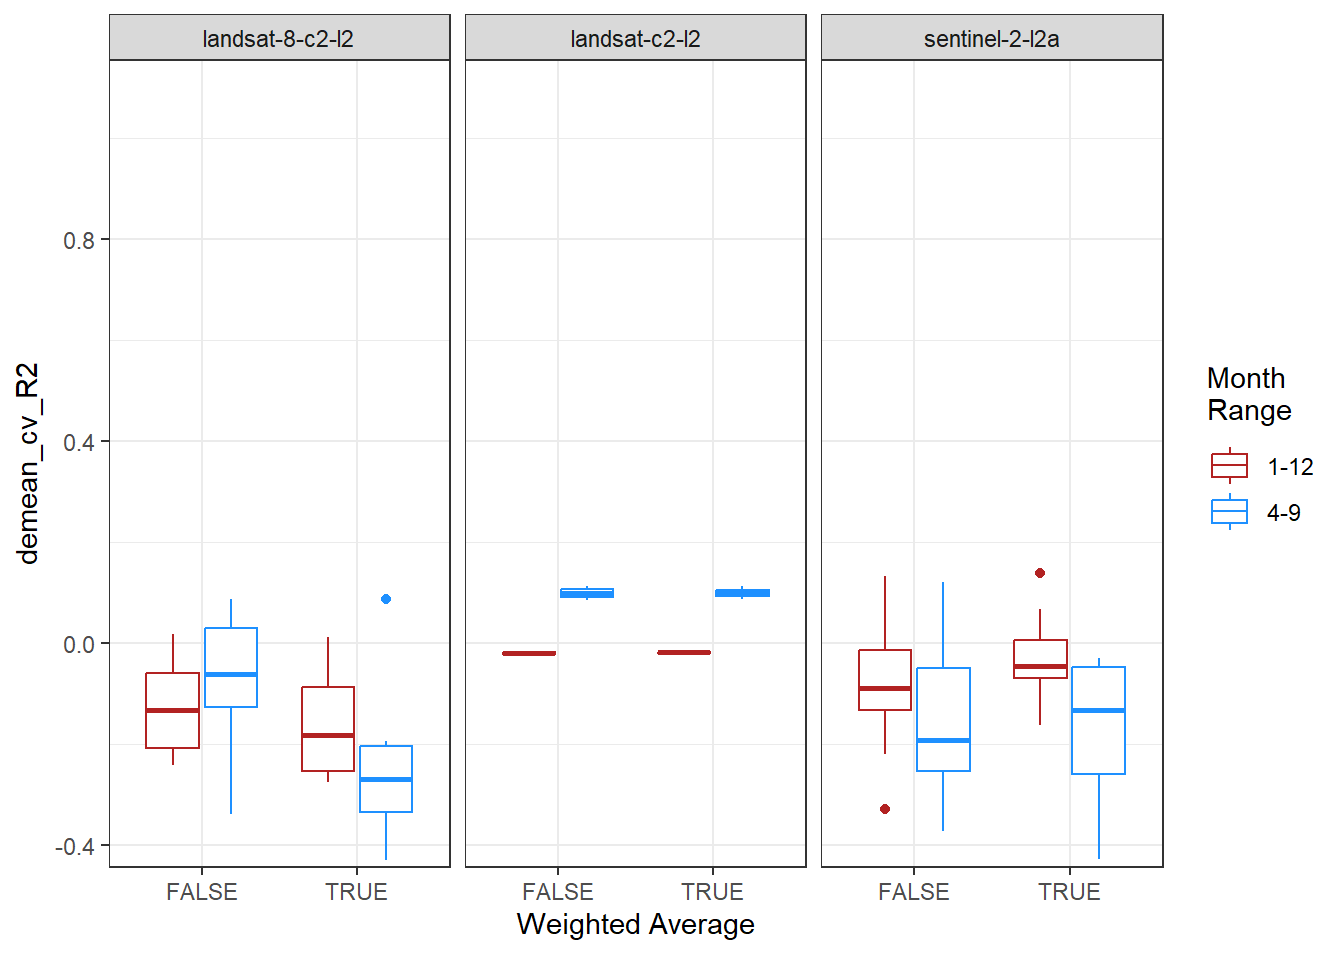 landsat-8-c2-l2
landsat-c2-l2
sentinel-2-l2a
demean_cv_R2
0.8
0.4
0.0
-0.4
FALSE
TRUE
FALSE
TRUE
FALSE
TRUE
Weighted Average
Month
Range
1-12
4-9